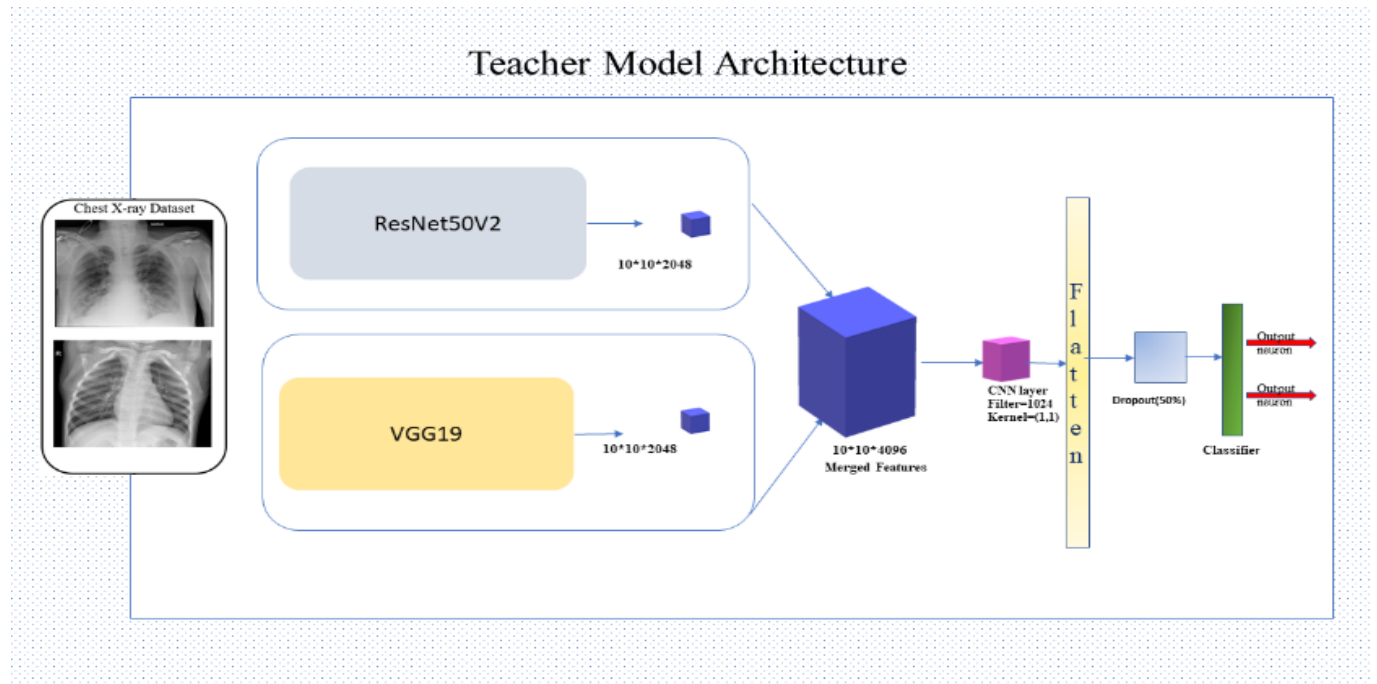 Teacher Model Architecture
Chest X-ray Dataset
ResNet50V2
10*10*2048
VGG19
10*10*2048
10*10*4096
Merged Features
CNN layer
Filter=1024
Kernel=(1,1)
Flatten
Dropout(50%)
Classifier
Output
neuron
Output
neuron